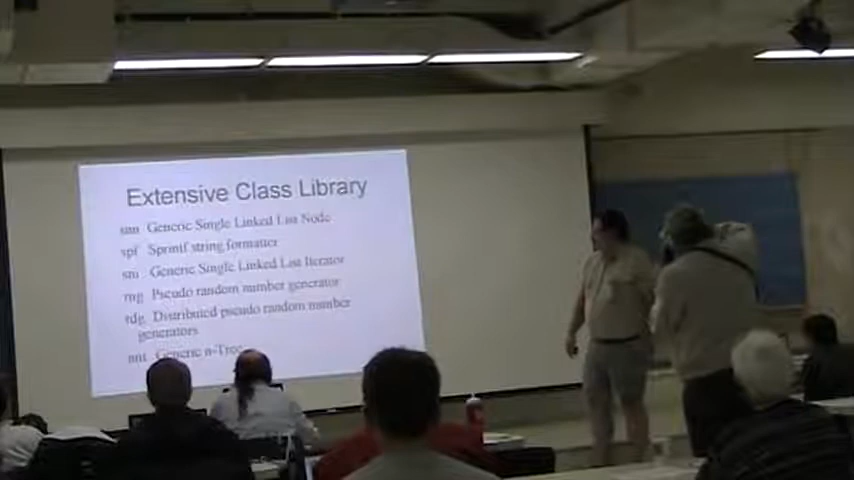 Extensive Class Library
snn Generic Single Linked List Node
spf Sprintf string formatter
sni Generic Single Linked List Iterator
rng Pseudo random number generator
rdg Distributed pseudo random number
generators
nnt Generic n-Tree